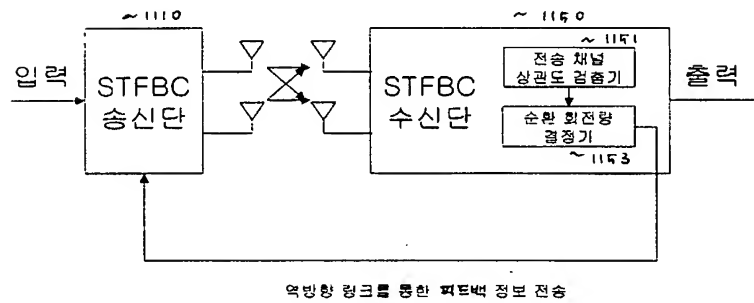 ~1110
~1150
~1151
입력
STFBC
송신단
STFBC
수신단
전송 채널
상관도 검춤기
순환 회전량
결정기
~1153
출력
역방향 링크를 통한 피드백 정보 전송